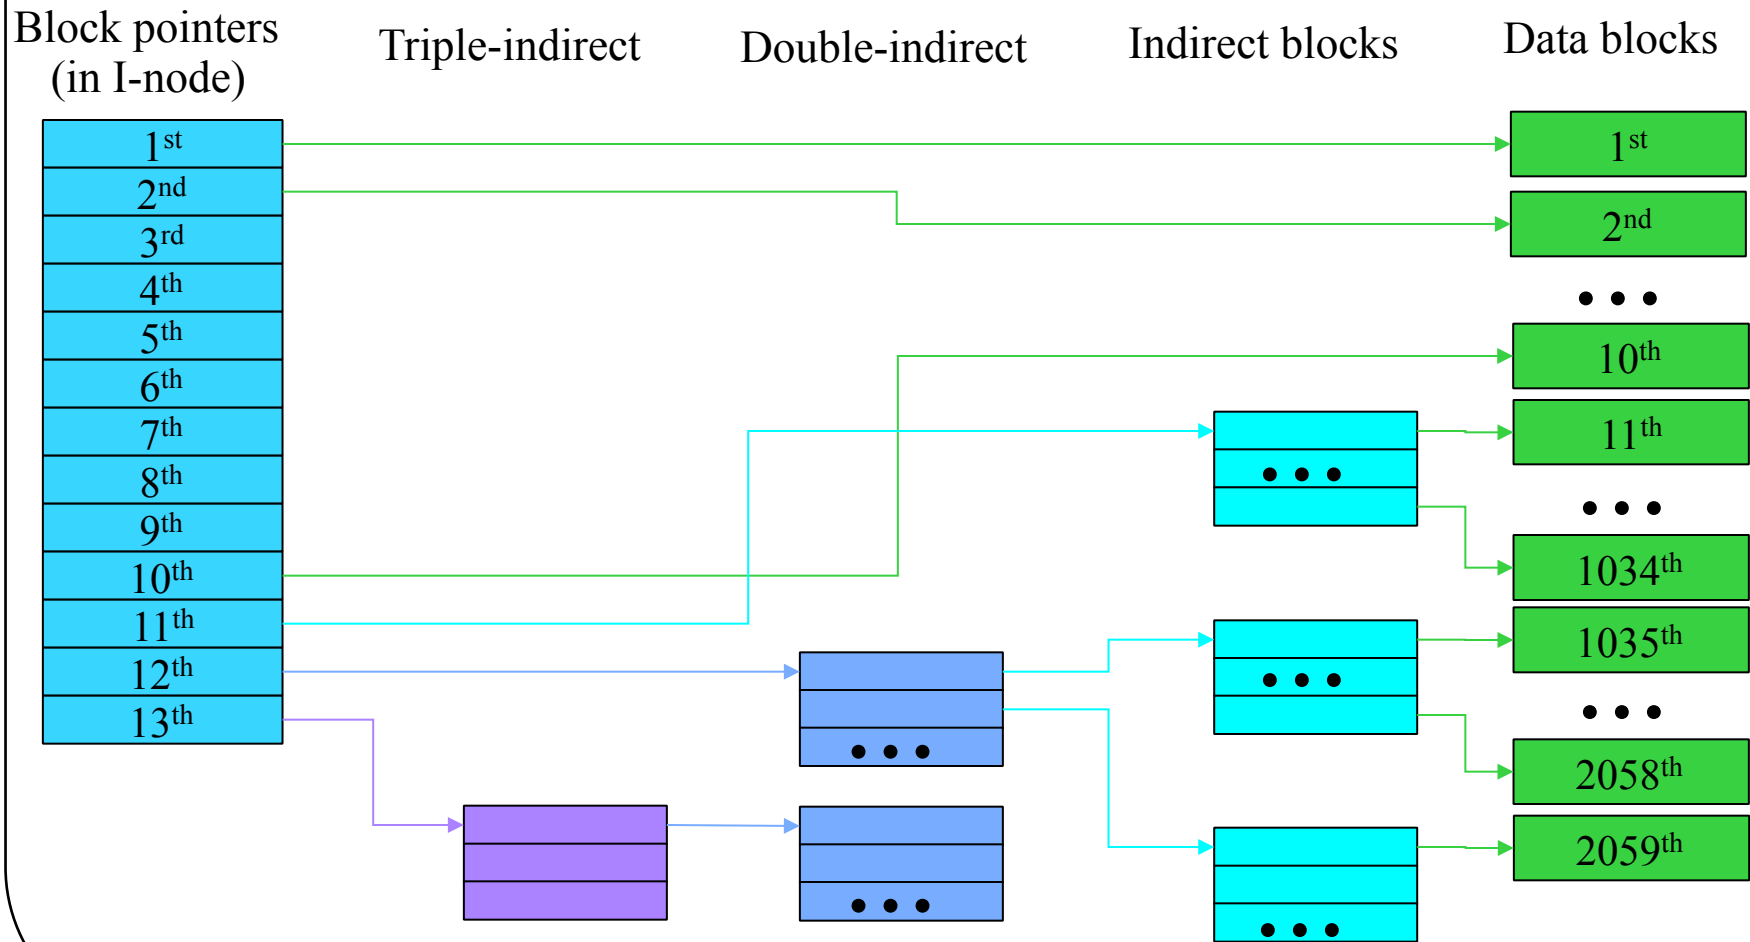 Block pointers
(in I-node)
Triple-indirect
Double-indirect
Indirect blocks
Data blocks
1st
2nd
3rd
4th
5th
6th
7th
8th
9th
10th
11th
12th
13th
1st
2nd
• • •
10th
11th
• • •
1034th
1035th
• • •
2058th
2059th
• • •
• • •
• • •
• • •
• • •